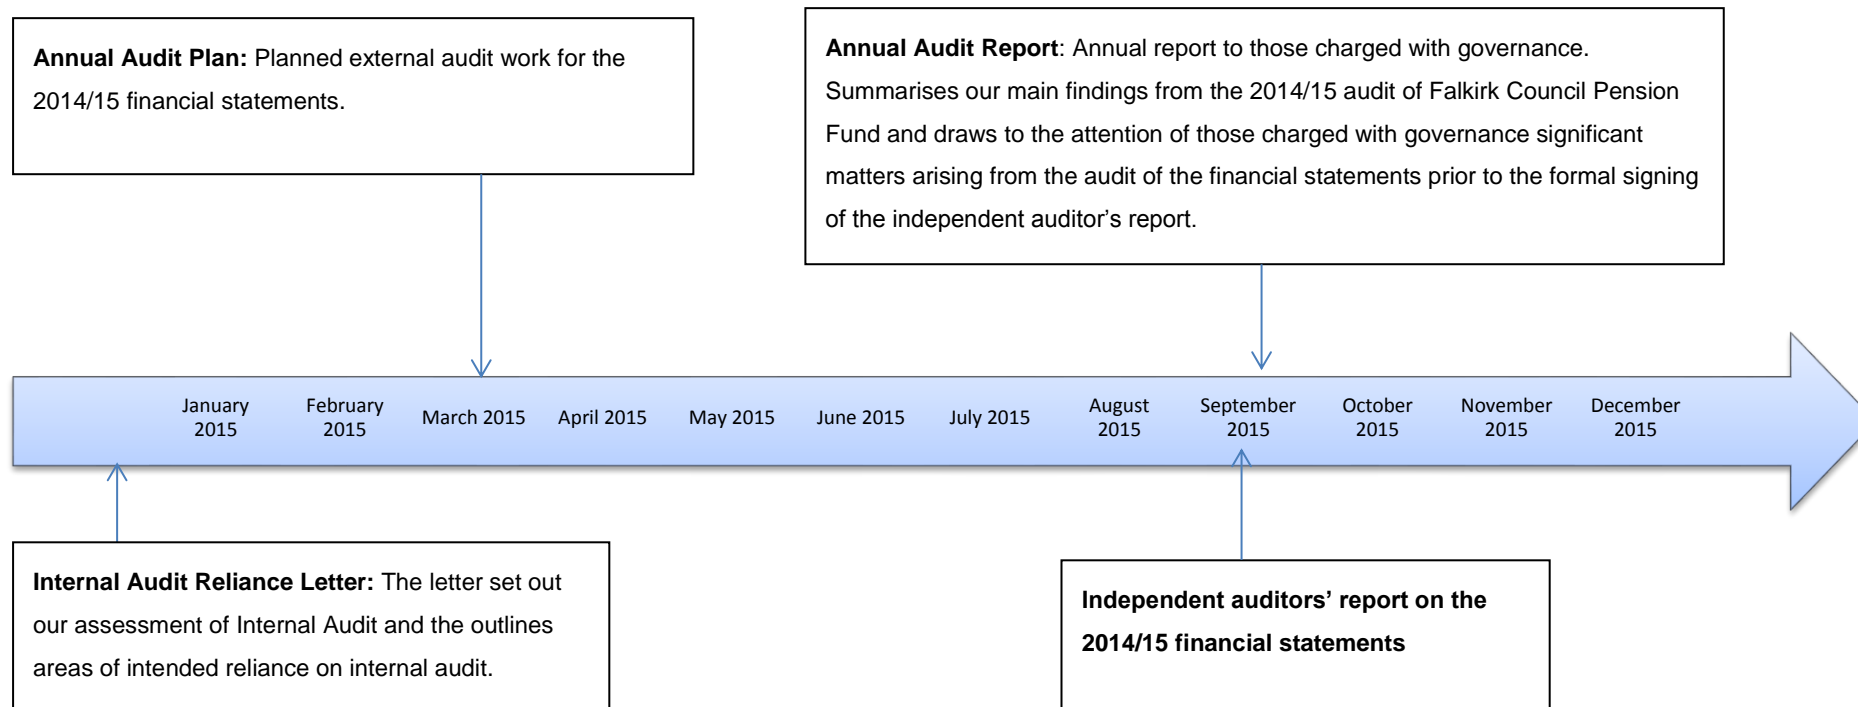 Annual Audit Plan: Planned external audit work for the
2014/15 financial statements.
Annual Audit Report: Annual report to those charged with governance.
Summarises our main findings from the 2014/15 audit of Falkirk Council Pension
Fund and draws to the attention of those charged with governance significant
matters arising from the audit of the financial statements prior to the formal signing
of the independent auditor’s report.
January
2015
February
2015
March 2015
April 2015
May 2015
June 2015
July 2015
August
2015
September
2015
October
2015
November
2015
December
2015
Internal Audit Reliance Letter: The letter set out
our assessment of Internal Audit and the outlines
areas of intended reliance on internal audit.
Independent auditors’ report on the
2014/15 financial statements